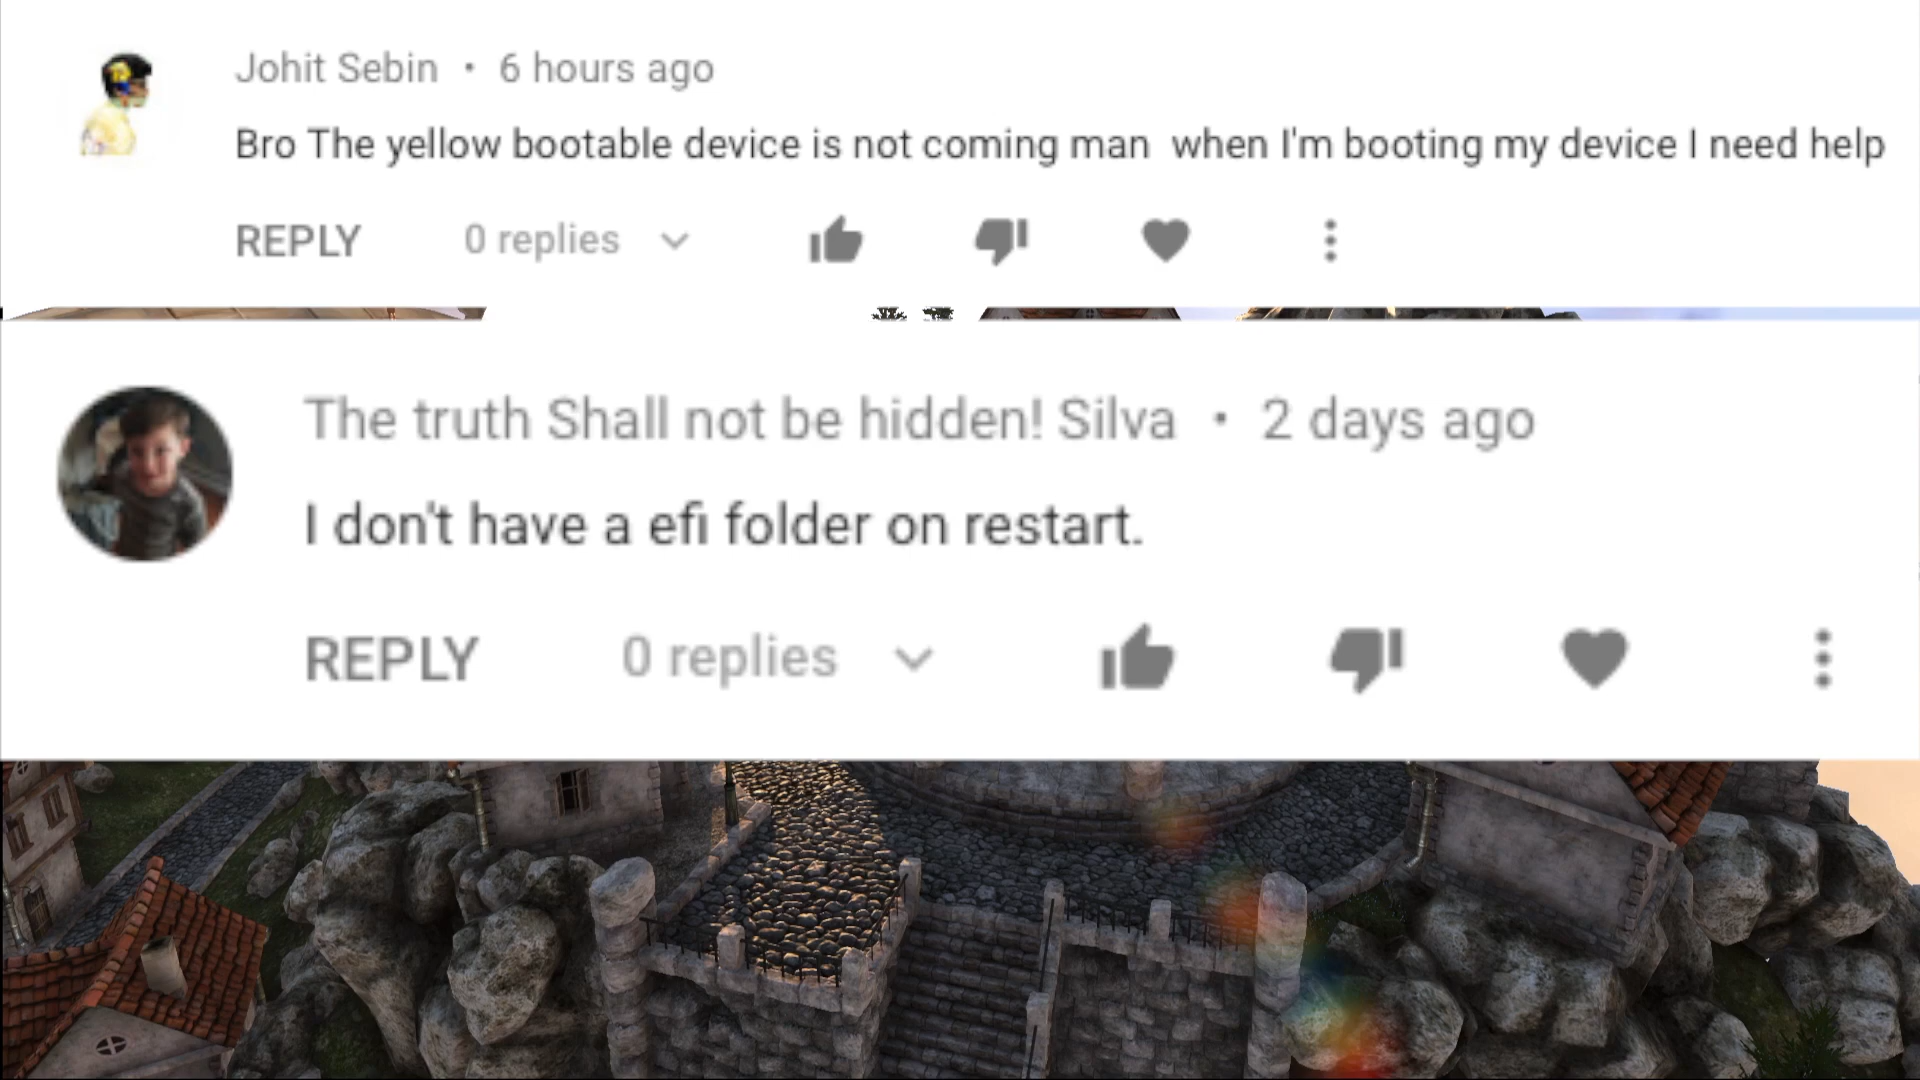 Johit Sebin • 6 hours ago
Bro The yellow bootable device is not coming man when I'm booting my device I need help
REPLY 0 replies
The truth Shall not be hidden! Silva • 2 days ago
I don't have a efi folder on restart.
REPLY 0 replies